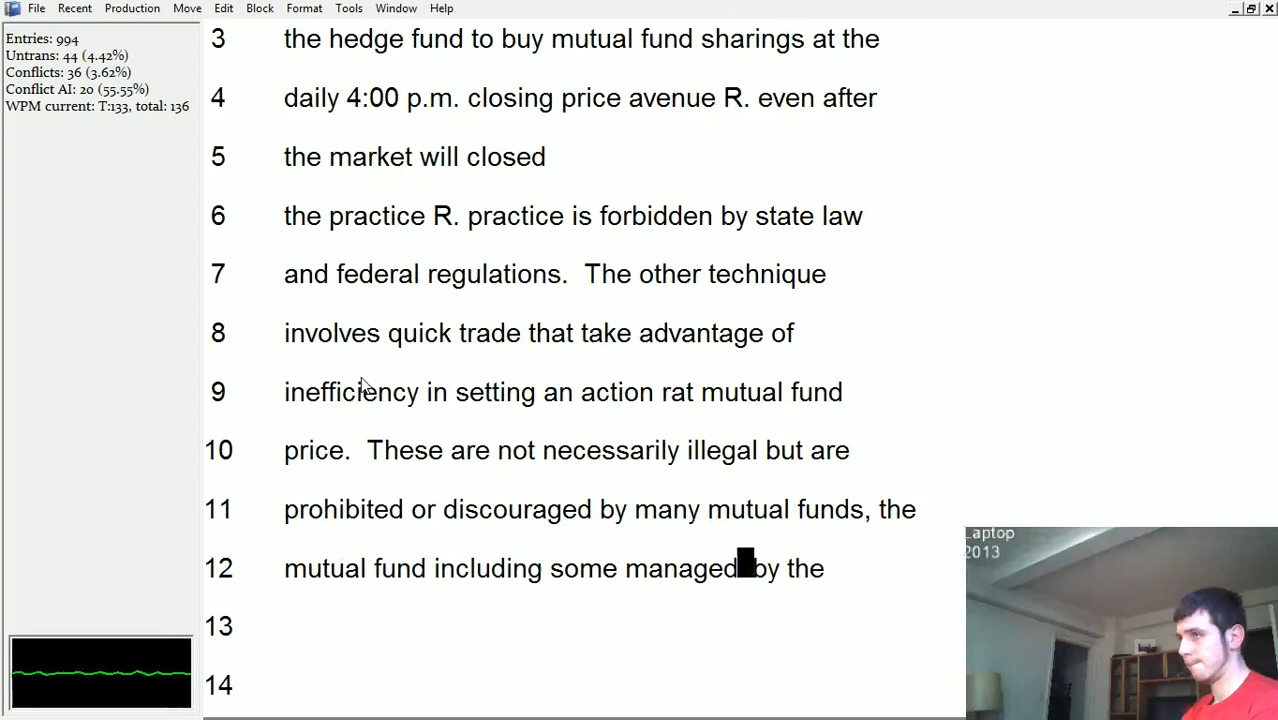 File Recent Production Move Edit Block Format Tools Window Help
Entries: 994
Untrans: 44 (4.42%)
Conflicts: 36 (3.62%)
Conflict AI: 20 (55.55%)
WPM current: T:133, total: 136
3 the hedge fund to buy mutual fund sharings at the
4 daily 4:00 p.m. closing price avenue R. even after
5 the market will closed
6 the practice R. practice is forbidden by state law
7 and federal regulations. The other technique
8 involves quick trade that take advantage of
9 inefficiency in setting an action rat mutual fund
10 price. These are not necessarily illegal but are
11 prohibited or discouraged by many mutual funds, the
12 mutual fund including some managed by the
13
14
Laptop
2013